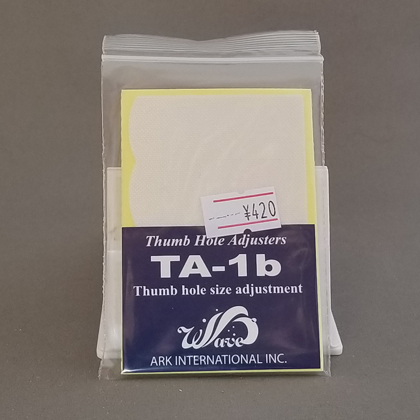 ¥420
Thumb Hole Adjusters
TA-1b
Thumb hole size adjustment
Wave
ARK INTERNATIONAL INC.